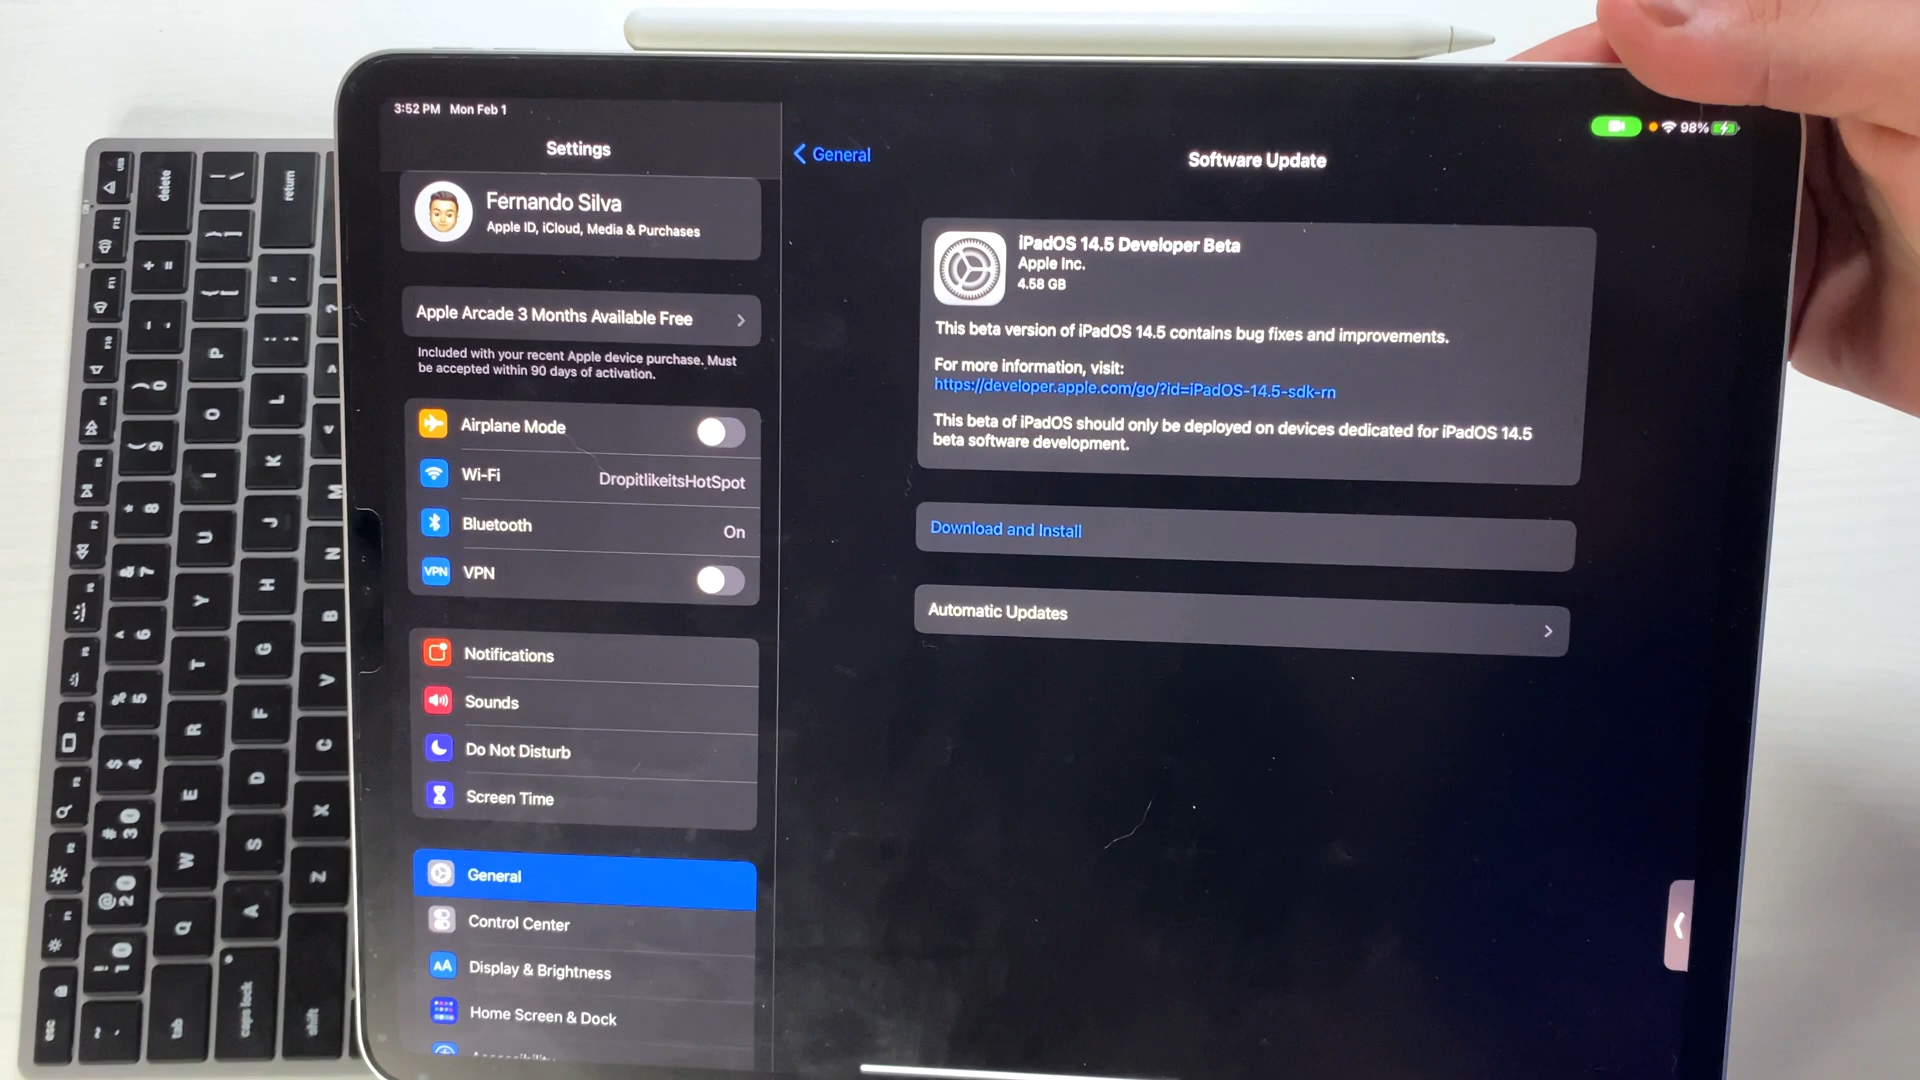 3:52 PM Mon Feb 1
98%
Settings
General
Software Update
Fernando Silva
Apple ID, iCloud, Media & Purchases
Apple Arcade 3 Months Available Free
Included with your recent Apple device purchase. Must
be accepted within 90 days of activation.
Airplane Mode
Wi-Fi
DropitlikeitsHotSpot
Bluetooth
On
VPN
VPN
Notifications
Sounds
Do Not Disturb
Screen Time
General
Control Center
AA
Display & Brightness
Home Screen & Dock
iPadOS 14.5 Developer Beta
Apple Inc.
4.58 GB
This beta version of iPadOS 14.5 contains bug fixes and improvements.
For more information, visit:
https://developer.apple.com/go/?id=iPadOS-14.5-sdk-rn
This beta of iPadOS should only be deployed on devices dedicated for iPadOS 14.5
beta software development.
Download and Install
Automatic Updates
esc
F1
F2
F12
USB
delete
tab
Q
W
E
R
T
Y
U
I
O
P
return
caps lock
A
S
D
F
G
H
J
K
L
shift
Z
X
C
V
B
N
M